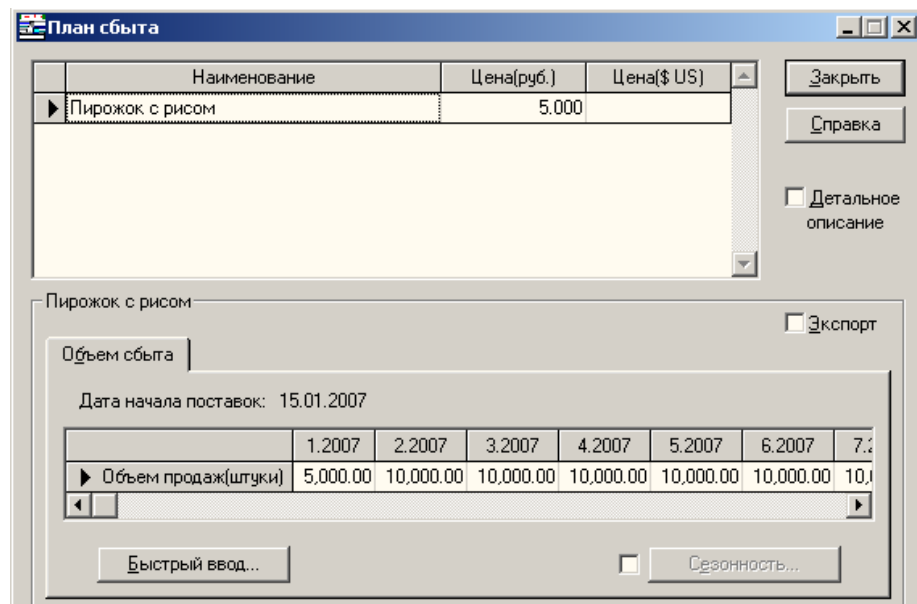 План сбыта
Наименование Цена(руб.) Цена($ US)
Пирожок с рисом 5.000
Закрыть
Справка
Детальное
описание
Пирожок с рисом
Экспорт
Объем сбыта
Дата начала поставок: 15.01.2007
1.2007 2.2007 3.2007 4.2007 5.2007 6.2007 7.2
Объем продаж(штуки) 5,000.00 10,000.00 10,000.00 10,000.00 10,000.00 10,000.00 10,
Быстрый ввод... Сезонность...